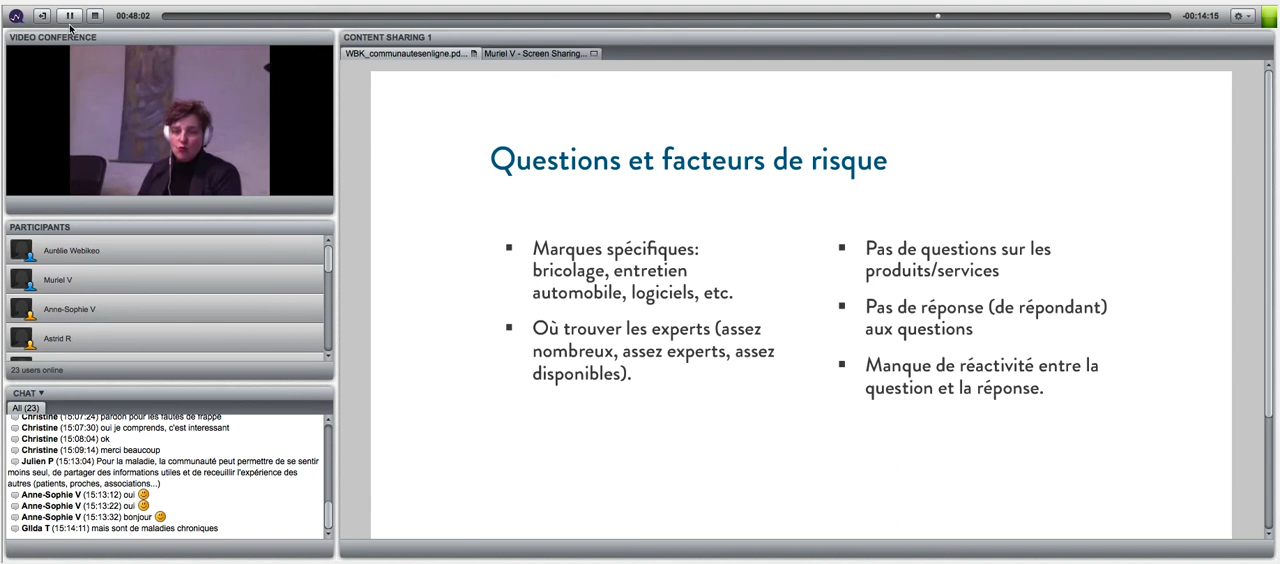 00:48:02
-00:14:15
VIDEO CONFERENCE
PARTICIPANTS
Aurélie Webikeo
Muriel V
Anne-Sophie V
Astrid R
23 users online
CHAT
All (23)
Christine (15:07:24) pardon pour les fautes de frappe
Christine (15:07:30) oui je comprends, c'est interessant
Christine (15:08:04) ok
Christine (15:09:14) merci beaucoup
Julien P (15:13:04) Pour la maladie, la communauté peut permettre de se sentir
moins seul, de partager des informations utiles et de receuillir l'expérience des
autres (patients, proches, associations...)
Anne-Sophie V (15:13:12) oui
Anne-Sophie V (15:13:22) oui
Anne-Sophie V (15:13:32) bonjour
Gilda T (15:14:11) mais sont de maladies chroniques
CONTENT SHARING 1
WBK_communautesenligne.pd...
Muriel V - Screen Sharing...
Questions et facteurs de risque
Marques spécifiques:
bricolage, entretien
automobile, logiciels, etc.
Où trouver les experts (assez
nombreux, assez experts, assez
disponibles).
Pas de questions sur les
produits/services
Pas de réponse (de répondant)
aux questions
Manque de réactivité entre la
question et la réponse.